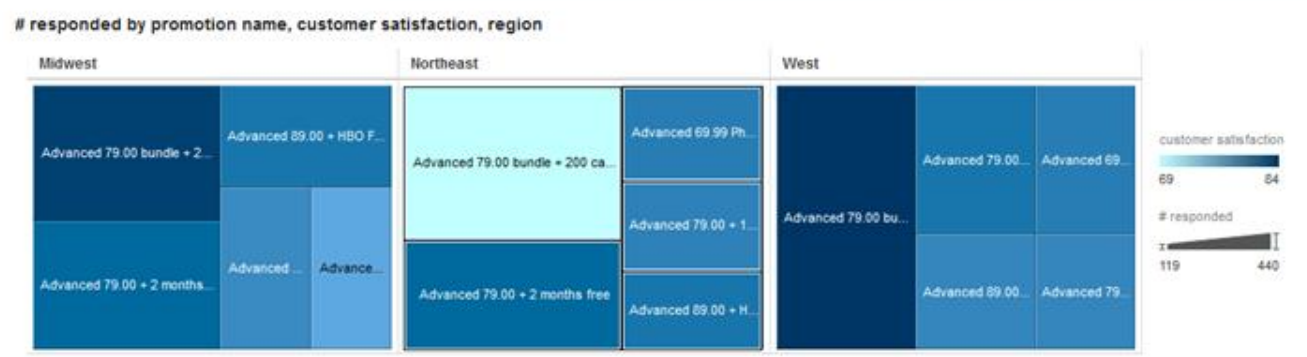 # responded by promotion name, customer satisfaction, region
Midwest
Northeast
West
Advanced 79.00 bundle + 2...
Advanced 89.00 + HBO F...
Advanced 79.00 + 2 months...
Advanced ...
Advance...
Advanced 79.00 bundle + 200 ca...
Advanced 69.99 Ph...
Advanced 79.00 + 1...
Advanced 79.00 + 2 months free
Advanced 89.00 + H...
Advanced 79.00 bu...
Advanced 79.00...
Advanced 69...
Advanced 89.00...
Advanced 79...
customer satisfaction
69 84
# responded
119 440